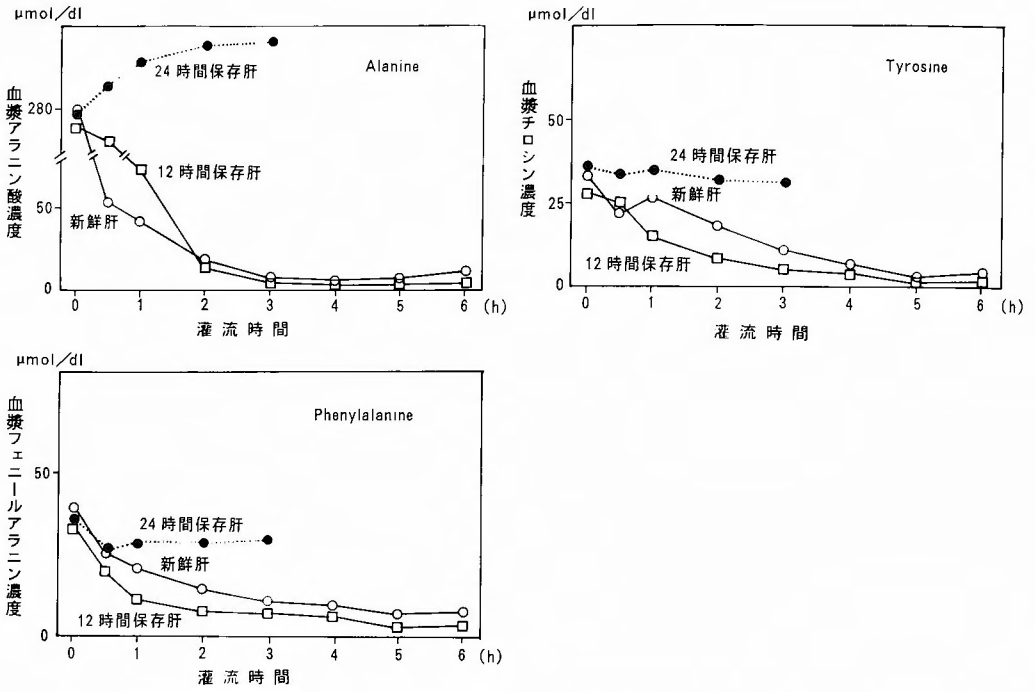 μmol/dl
Alanine
24時間保存肝
280
12時間保存肝
50
新鮮肝
0
0 1 2 3 4 5 6 (h)
灌流時間
血漿アラニン酸濃度
μmol/dl
Tyrosine
50
24時間保存肝
新鮮肝
25
12時間保存肝
0
0 1 2 3 4 5 6 (h)
灌流時間
血漿チロシン濃度
μmol/dl
Phenylalanine
50
24時間保存肝
新鮮肝
12時間保存肝
0
0 1 2 3 4 5 6 (h)
灌流時間
血漿フェニールアラニン濃度